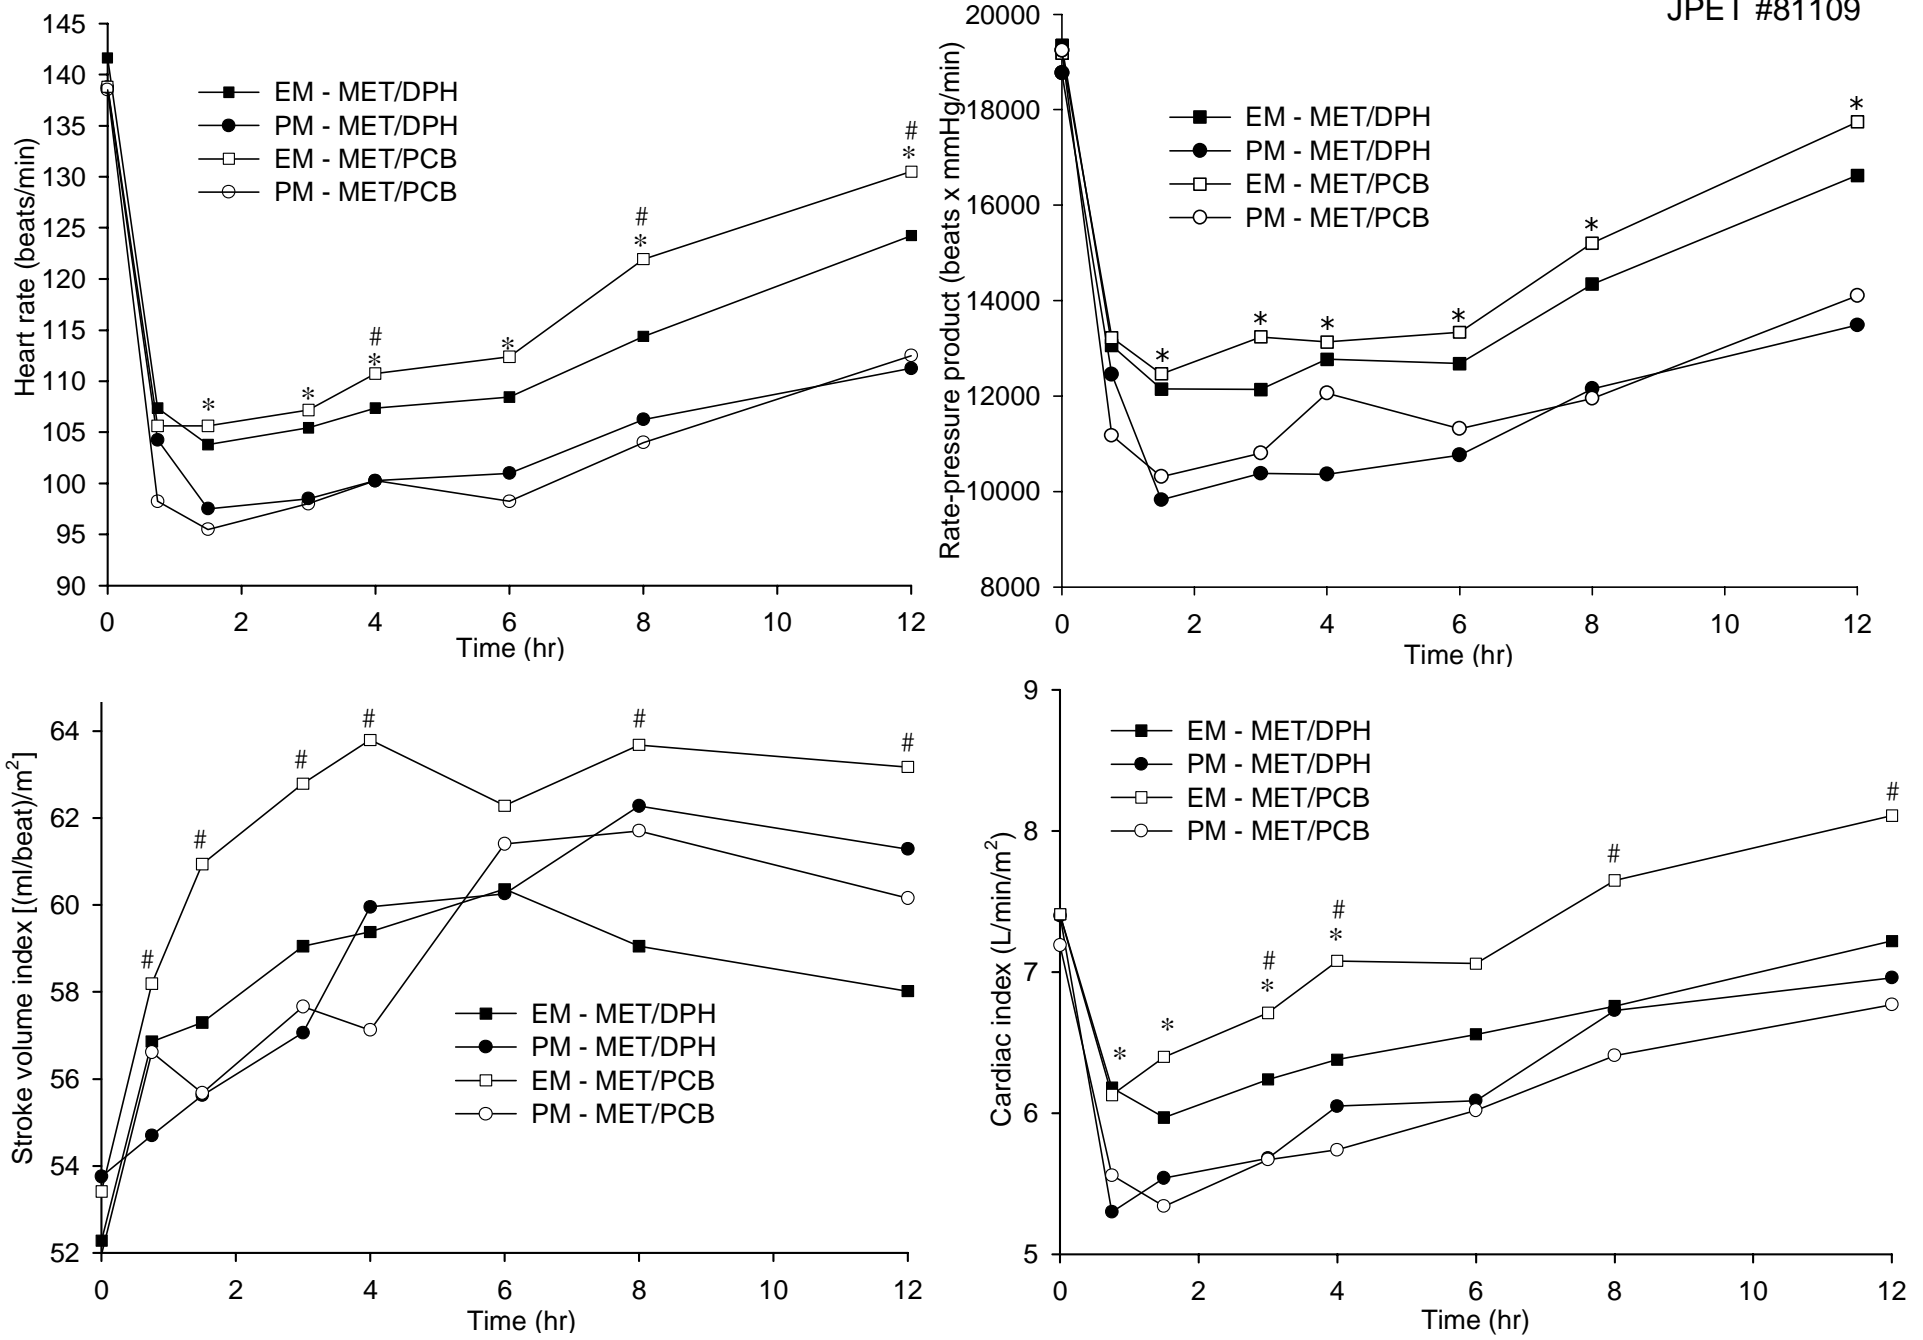 JPET #81109
Heart rate (beats/min)
145
140
135
130
125
120
115
110
105
100
95
90
EM - MET/DPH
PM - MET/DPH
EM - MET/PCB
PM - MET/PCB
* * # * * # * # *
0 2 4 6 8 10 12
Time (hr)
Rate-pressure product (beats x mmHg/min)
20000
18000
16000
14000
12000
10000
8000
EM - MET/DPH
PM - MET/DPH
EM - MET/PCB
PM - MET/PCB
* * * * * *
0 2 4 6 8 10 12
Time (hr)
Stroke volume index [(ml/beat)/m²]
64
62
60
58
56
54
52
# # # # # #
EM - MET/DPH
PM - MET/DPH
EM - MET/PCB
PM - MET/PCB
0 2 4 6 8 10 12
Time (hr)
Cardiac index (L/min/m²)
9
8
7
6
5
EM - MET/DPH
PM - MET/DPH
EM - MET/PCB
PM - MET/PCB
* * # * # * # #
0 2 4 6 8 10 12
Time (hr)